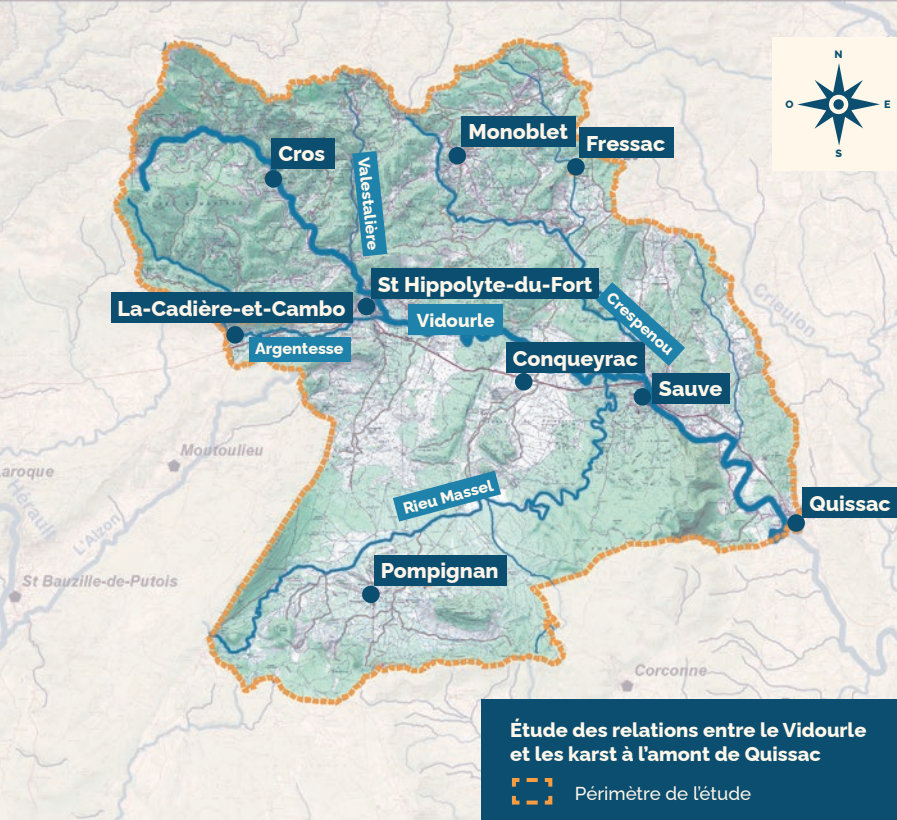 N
O
E
S
Monoblet
Fressac
Cros
Valestalière
St Hippolyte-du-Fort
La-Cadière-et-Cambo
Vidourle
Crespenou
Crieulon
Argentesse
Conqueyrac
Sauve
Moutoulieu
aroque
Hérault
L'Alzon
Rieu Massel
Quissac
Pompignan
St Bauzille-de-Putois
Corconne
Étude des relations entre le Vidourle
et les karst à l'amont de Quissac
Périmètre de l'étude